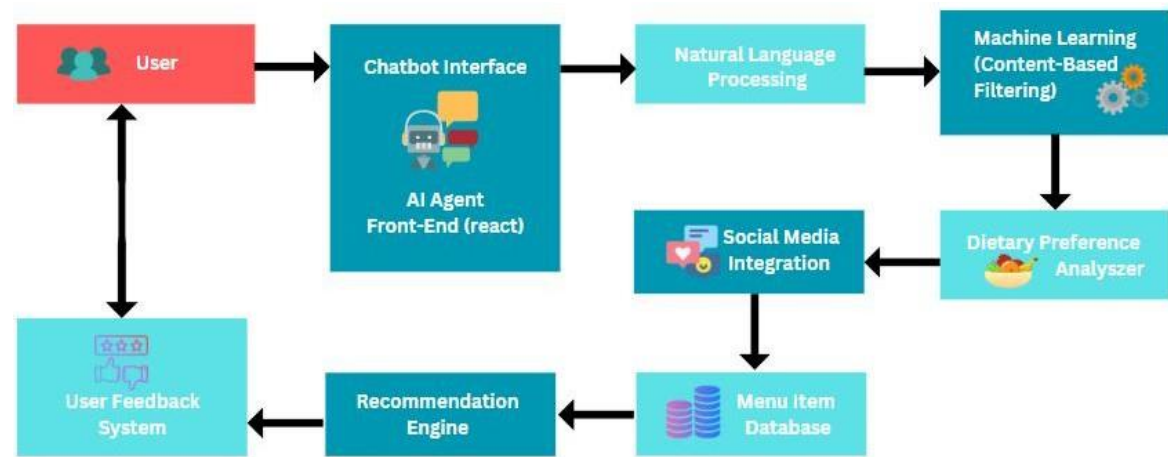 User
Chatbot Interface
AI Agent
Front-End (react)
Natural Language
Processing
Machine Learning
(Content-Based
Filtering)
Dietary Preference
Analyszer
Social Media
Integration
Menu Item
Database
Recommendation
Engine
User Feedback
System